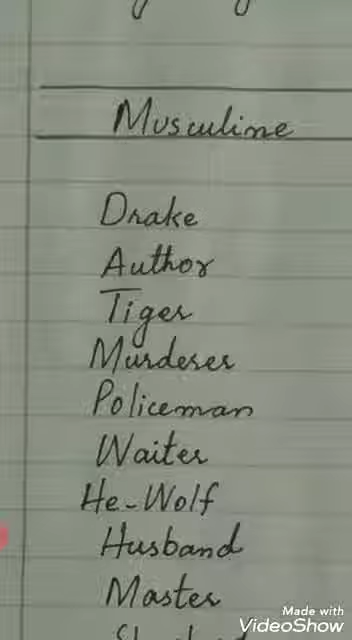 Musculine
Drake
Author
Tiger
Murderer
Policeman
Waiter
He-Wolf
Husband
Master
Made with
VideoShow